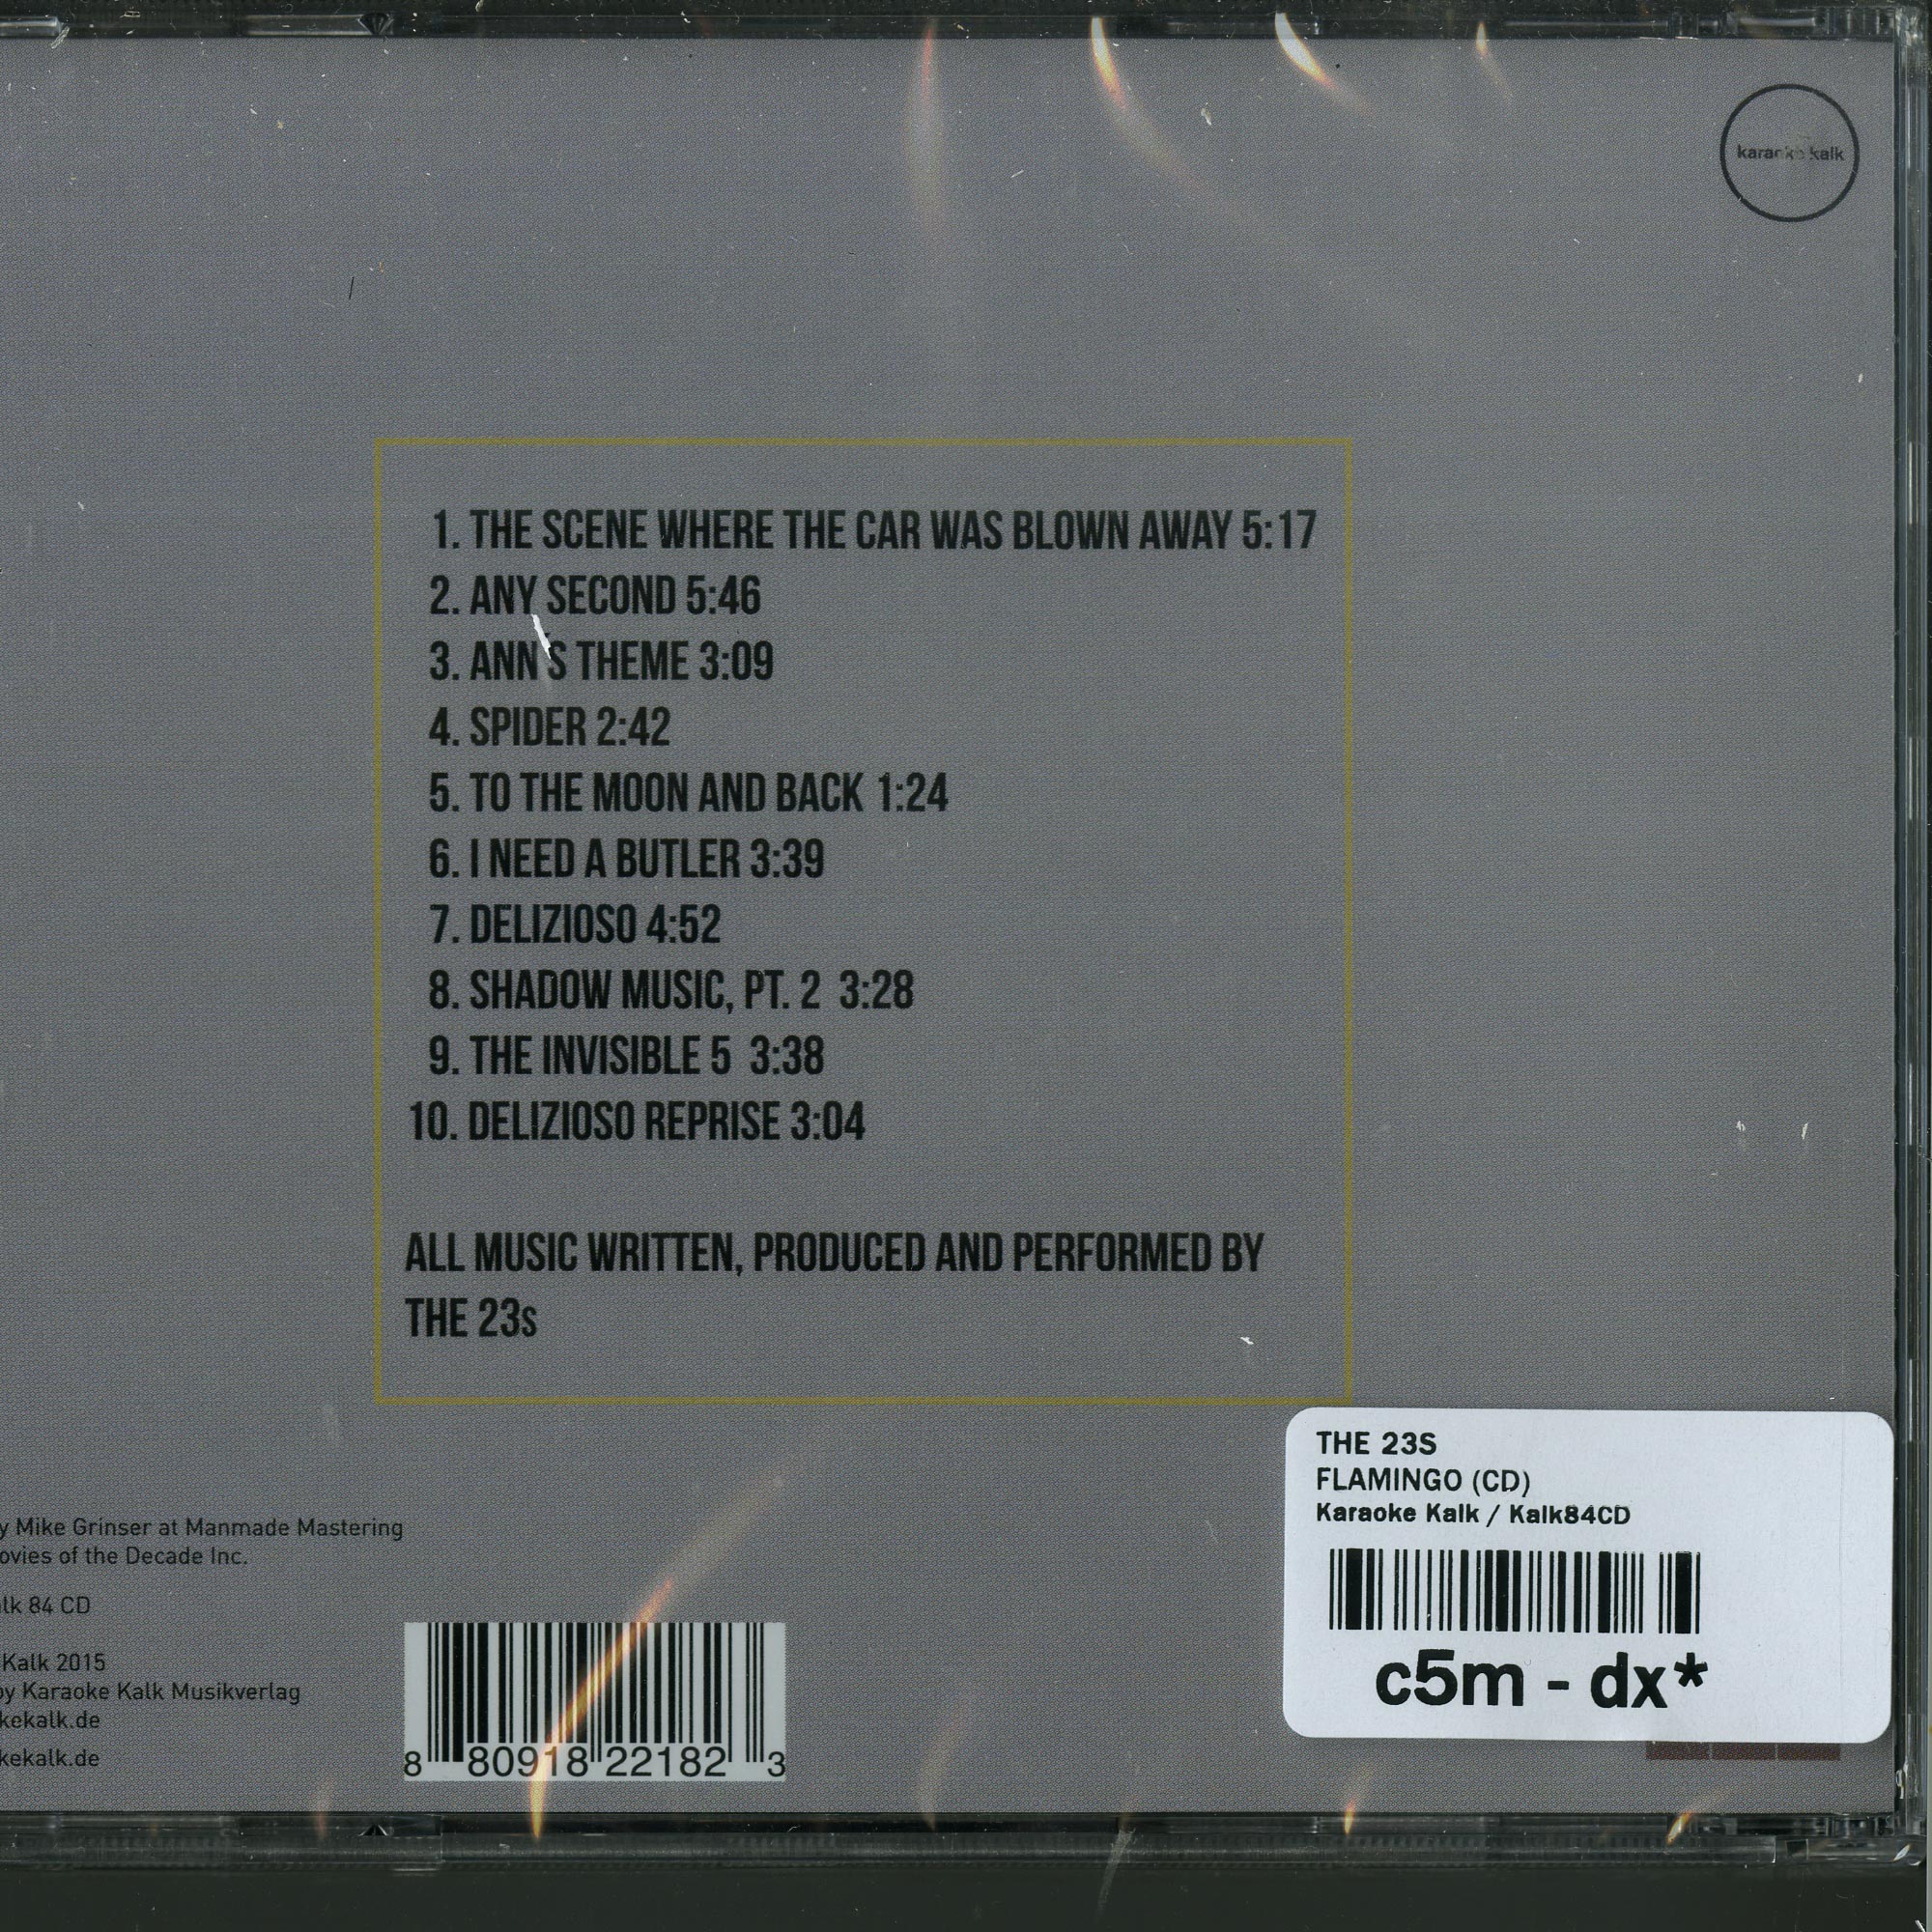 karaoke kalk
1. THE SCENE WHERE THE CAR WAS BLOWN AWAY 5:17
2. ANY SECOND 5:46
3. ANN'S THEME 3:09
4. SPIDER 2:42
5. TO THE MOON AND BACK 1:24
6. I NEED A BUTLER 3:39
7. DELIZIOSO 4:52
8. SHADOW MUSIC, PT. 2 3:28
9. THE INVISIBLE 5 3:38
10. DELIZIOSO REPRISE 3:04
ALL MUSIC WRITTEN, PRODUCED AND PERFORMED BY
THE 23s
THE 23S
FLAMINGO (CD)
Karaoke Kalk / Kalk84CD
c5m - dx*
y Mike Grinser at Manmade Mastering
ovies of the Decade Inc.
lk 84 CD
Kalk 2015
by Karaoke Kalk Musikverlag
kekalk.de
kekalk.de
8 80918 22182 3